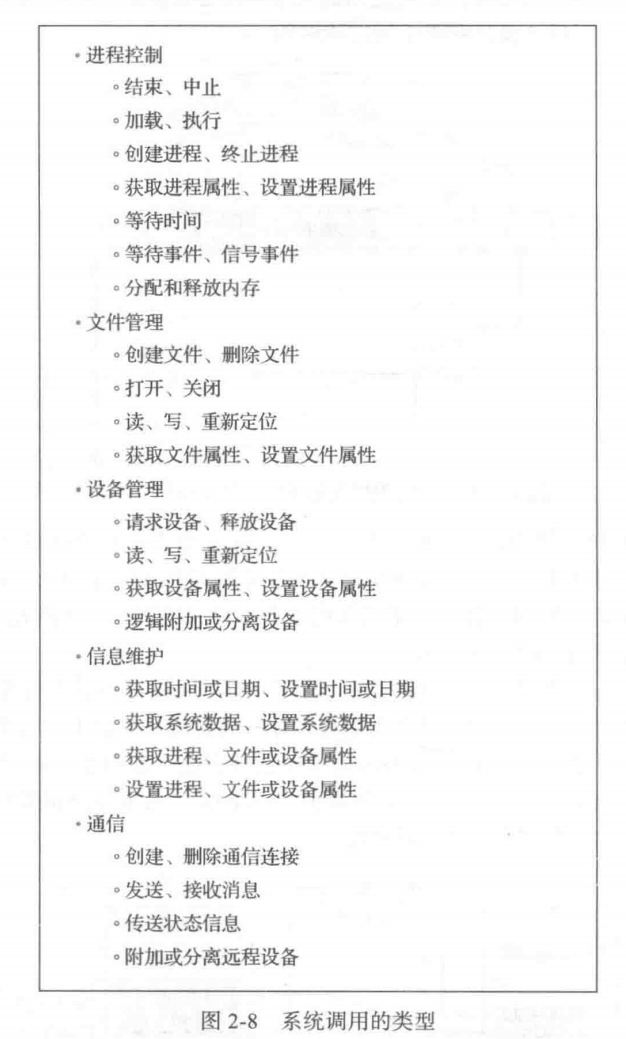 ·进程控制
◦结束、中止
◦加载、执行
◦创建进程、终止进程
◦获取进程属性、设置进程属性
◦等待时间
◦等待事件、信号事件
◦分配和释放内存
·文件管理
◦创建文件、删除文件
◦打开、关闭
◦读、写、重新定位
◦获取文件属性、设置文件属性
·设备管理
◦请求设备、释放设备
◦读、写、重新定位
◦获取设备属性、设置设备属性
◦逻辑附加或分离设备
·信息维护
◦获取时间或日期、设置时间或日期
◦获取系统数据、设置系统数据
◦获取进程、文件或设备属性
◦设置进程、文件或设备属性
·通信
◦创建、删除通信连接
◦发送、接收消息
◦传送状态信息
◦附加或分离远程设备
图 2-8 系统调用的类型